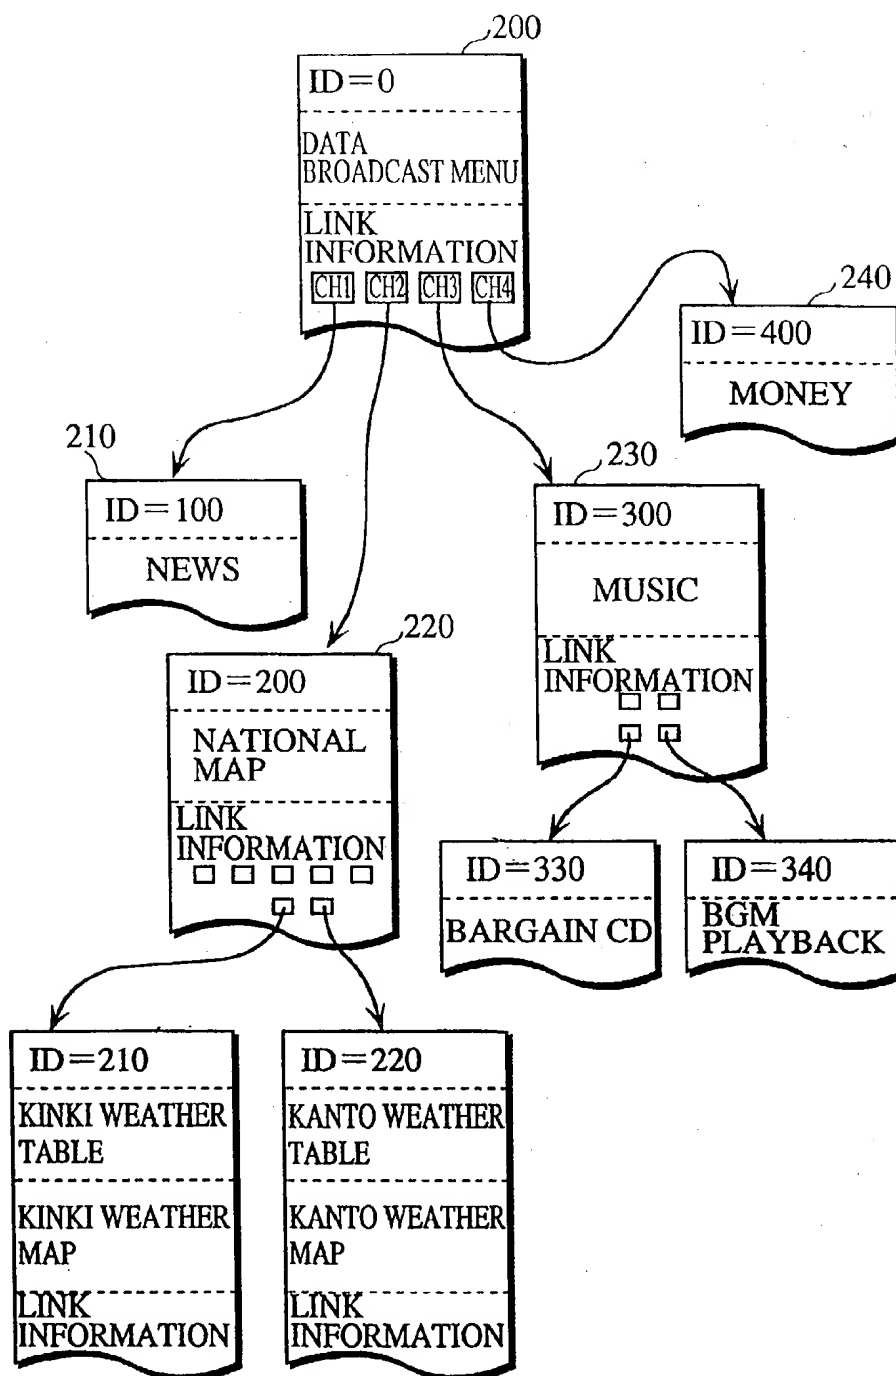 200
ID=0
DATA
BROADCAST MENU
LINK
INFORMATION
CH1 CH2 CH3 CH4
240
ID=400
MONEY
210
ID=100
NEWS
230
ID=300
MUSIC
LINK
INFORMATION
220
ID=200
NATIONAL
MAP
LINK
INFORMATION
ID=330
BARGAIN CD
ID=340
BGM
PLAYBACK
ID=210
KINKI WEATHER
TABLE
KINKI WEATHER
MAP
LINK
INFORMATION
ID=220
KANTO WEATHER
TABLE
KANTO WEATHER
MAP
LINK
INFORMATION